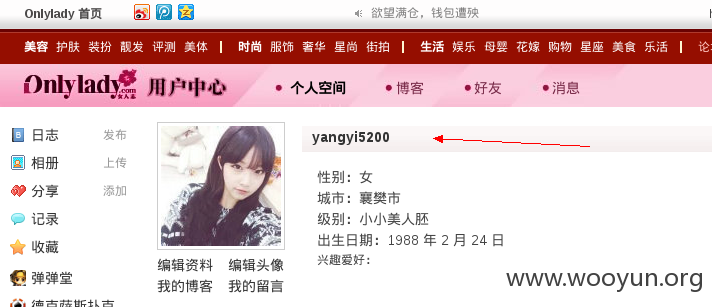 Onlylady 首页 欲望满仓，钱包遭殃
美容 护肤 装扮 靓发 评测 美体 | 时尚 服饰 奢华 星尚 街拍 | 生活 娱乐 母婴 花嫁 购物 星座 美食 乐活 | 论
Onlylady.com 女人志 用户中心 • 个人空间 • 博客 • 好友 • 消息
日志 发布
相册 上传
分享 添加
记录
收藏
弹弹堂
德克萨斯扑克
编辑资料 编辑头像
我的博客 我的留言
yangyi5200
性别：女
城市：襄樊市
级别：小小美人胚
出生日期：1988 年 2 月 24 日
兴趣爱好：
www.wooyun.org